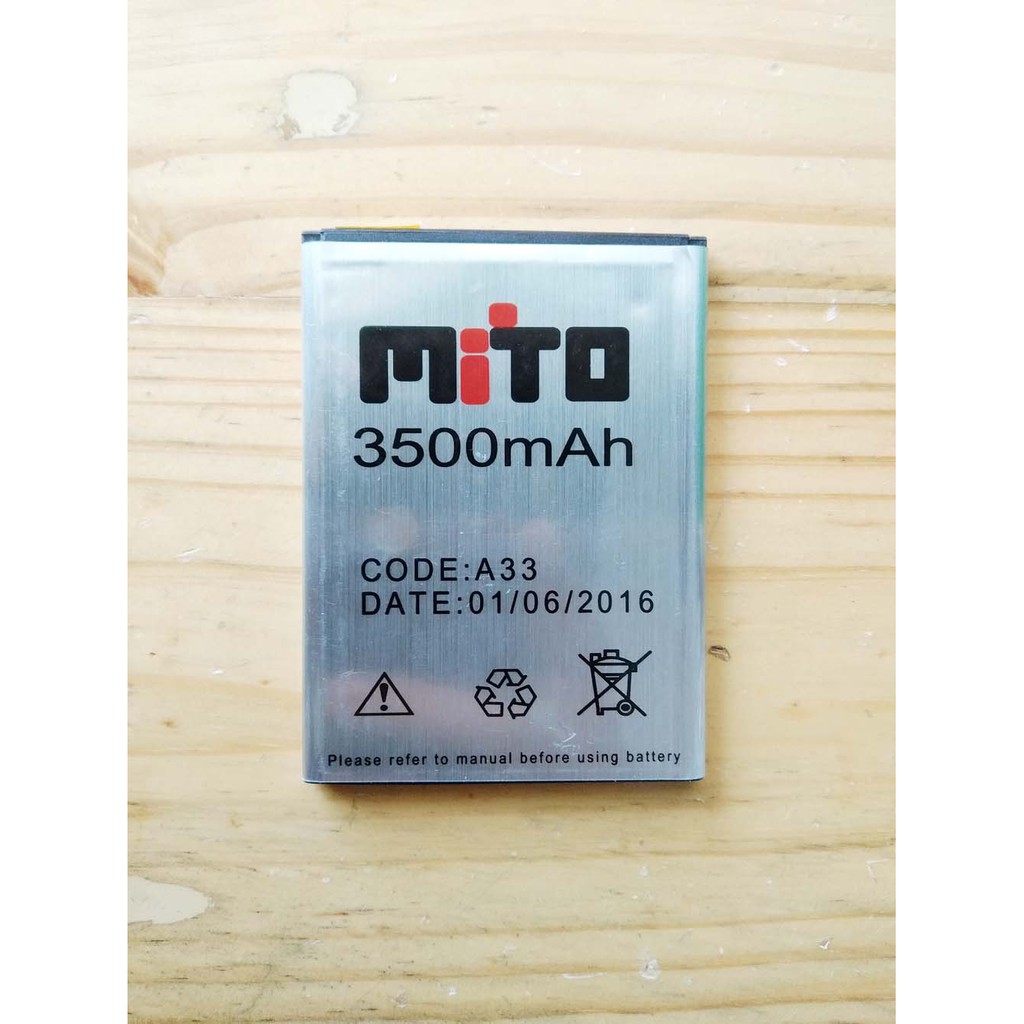 MiTO
3500mAh
CODE:A33
DATE:01/06/2016
Please refer to manual before using battery